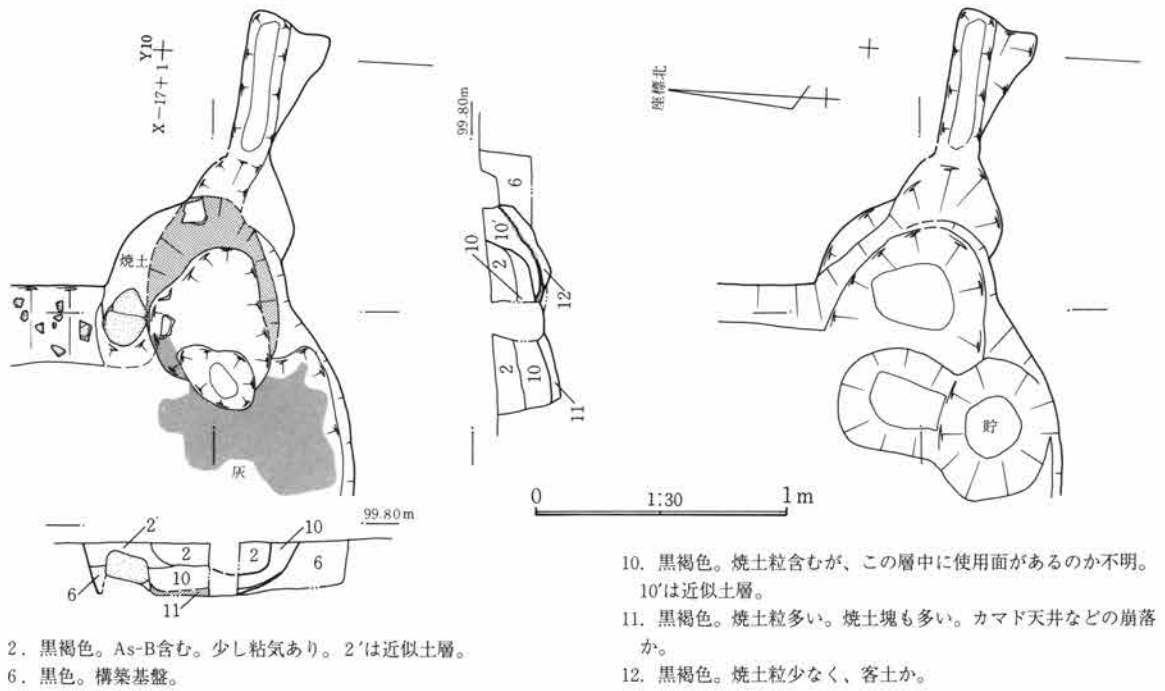 Y10
X−17+1
焼土
灰
99.80m
6
10
10′
2
12
2
10
11
座標北
貯
0 1:30 1m
99.80m
2′
10
2
2
6
10
6
11
2. 黒褐色。As-B含む。少し粘気あり。2′は近似土層。
6. 黒色。構築基盤。
10. 黒褐色。焼土粒含むが、この層中に使用面があるのか不明。
10′は近似土層。
11. 黒褐色。焼土粒多い。焼土塊も多い。カマド天井などの崩落
か。
12. 黒褐色。焼土粒少なく、客土か。